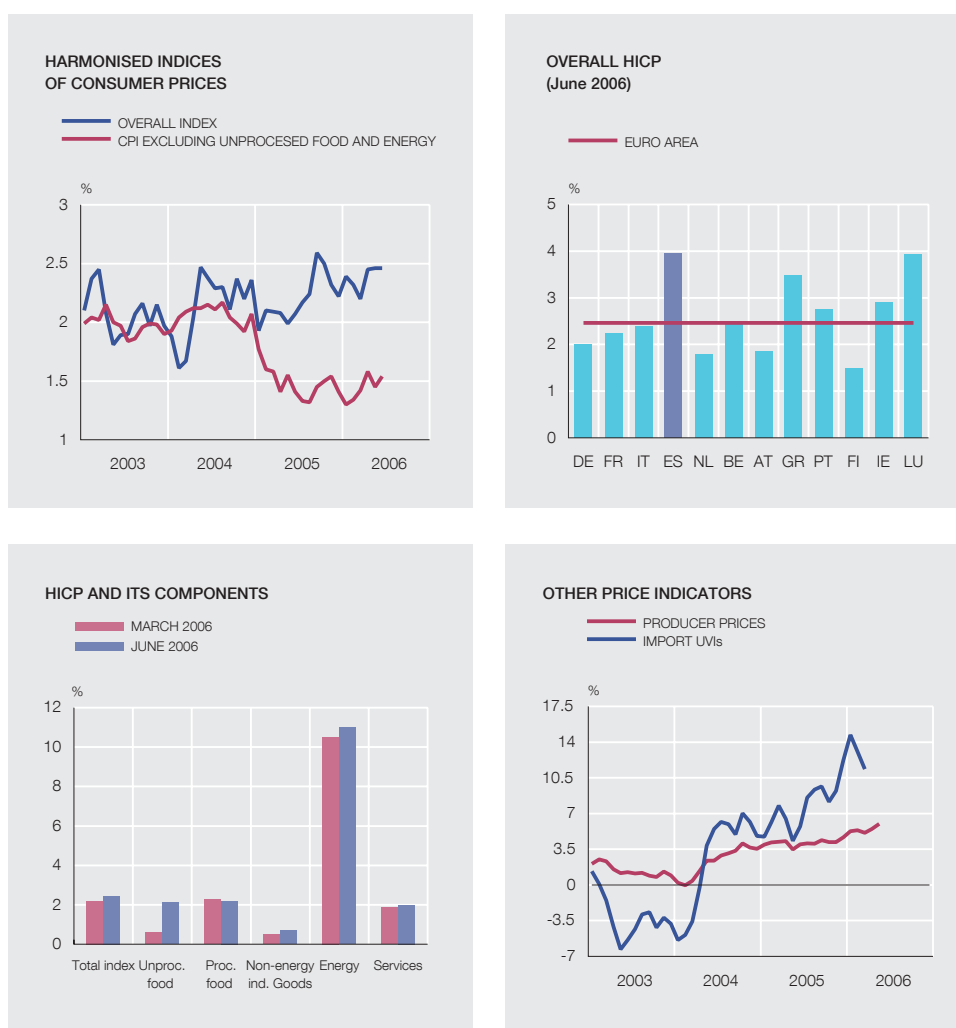 HARMONISED INDICES
OF CONSUMER PRICES
OVERALL INDEX
CPI EXCLUDING UNPROCESED FOOD AND ENERGY
%
3
2.5
2
1.5
1
2003 2004 2005 2006
OVERALL HICP
(June 2006)
EURO AREA
%
5
4
3
2
1
0
DE FR IT ES NL BE AT GR PT FI IE LU
HICP AND ITS COMPONENTS
MARCH 2006
JUNE 2006
%
12
10
8
6
4
2
0
Total index Unproc. Proc. Non-energy Energy Services
food food ind. Goods
OTHER PRICE INDICATORS
PRODUCER PRICES
IMPORT UVIs
%
17.5
14
10.5
7
3.5
0
-3.5
-7
2003 2004 2005 2006